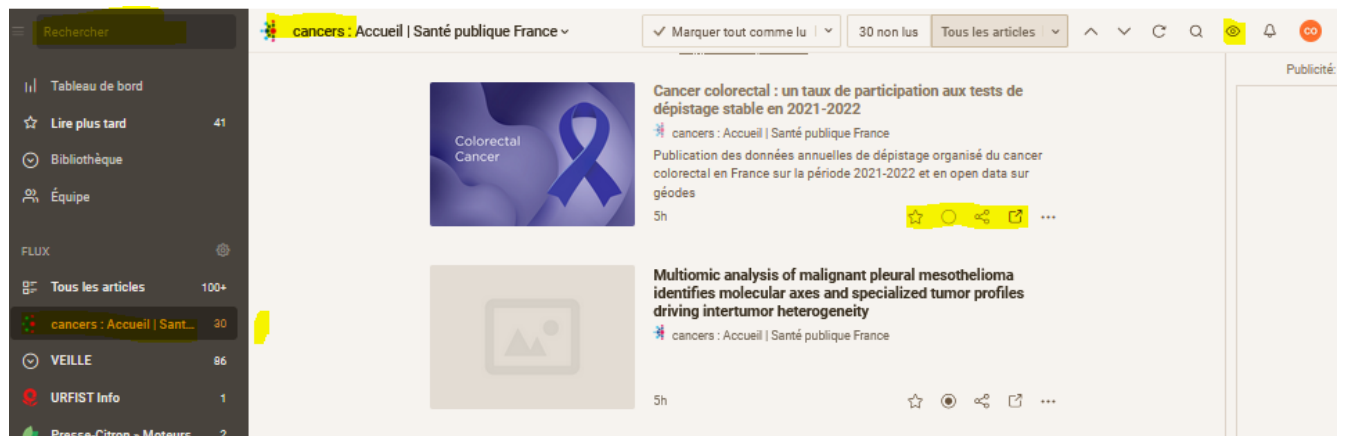 Rechercher
cancers : Accueil | Santé publique France
Marquer tout comme lu
30 non lus
Tous les articles
CO
Publicité:
Tableau de bord
Lire plus tard 41
Bibliothèque
Équipe
FLUX
Tous les articles 100+
cancers : Accueil | Sant... 30
VEILLE 86
URFIST Info 1
Presse-Citron - Moteurs 2
Colorectal
Cancer
Cancer colorectal : un taux de participation aux tests de
dépistage stable en 2021-2022
cancers : Accueil | Santé publique France
Publication des données annuelles de dépistage organisé du cancer
colorectal en France sur la période 2021-2022 et en open data sur
géodes
5h
Multiomic analysis of malignant pleural mesothelioma
identifies molecular axes and specialized tumor profiles
driving intertumor heterogeneity
cancers : Accueil | Santé publique France
5h